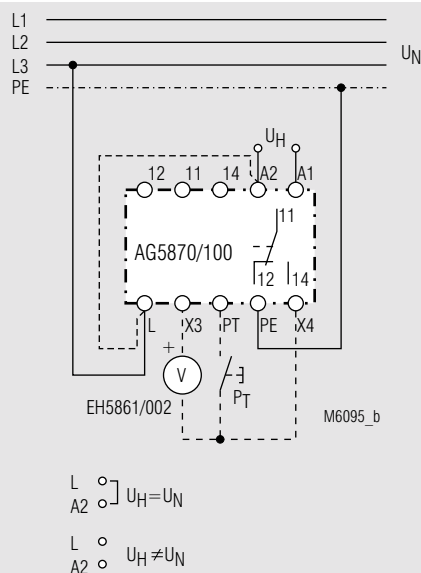 L1
L2
L3
PE
UN
UH
12 11 14 A2 A1
11
AG5870/100
12 14
L X3 PT PE X4
+
V
EH5861/002
PT
M6095_b
L
A2
UH=UN
L
A2
UH≠UN